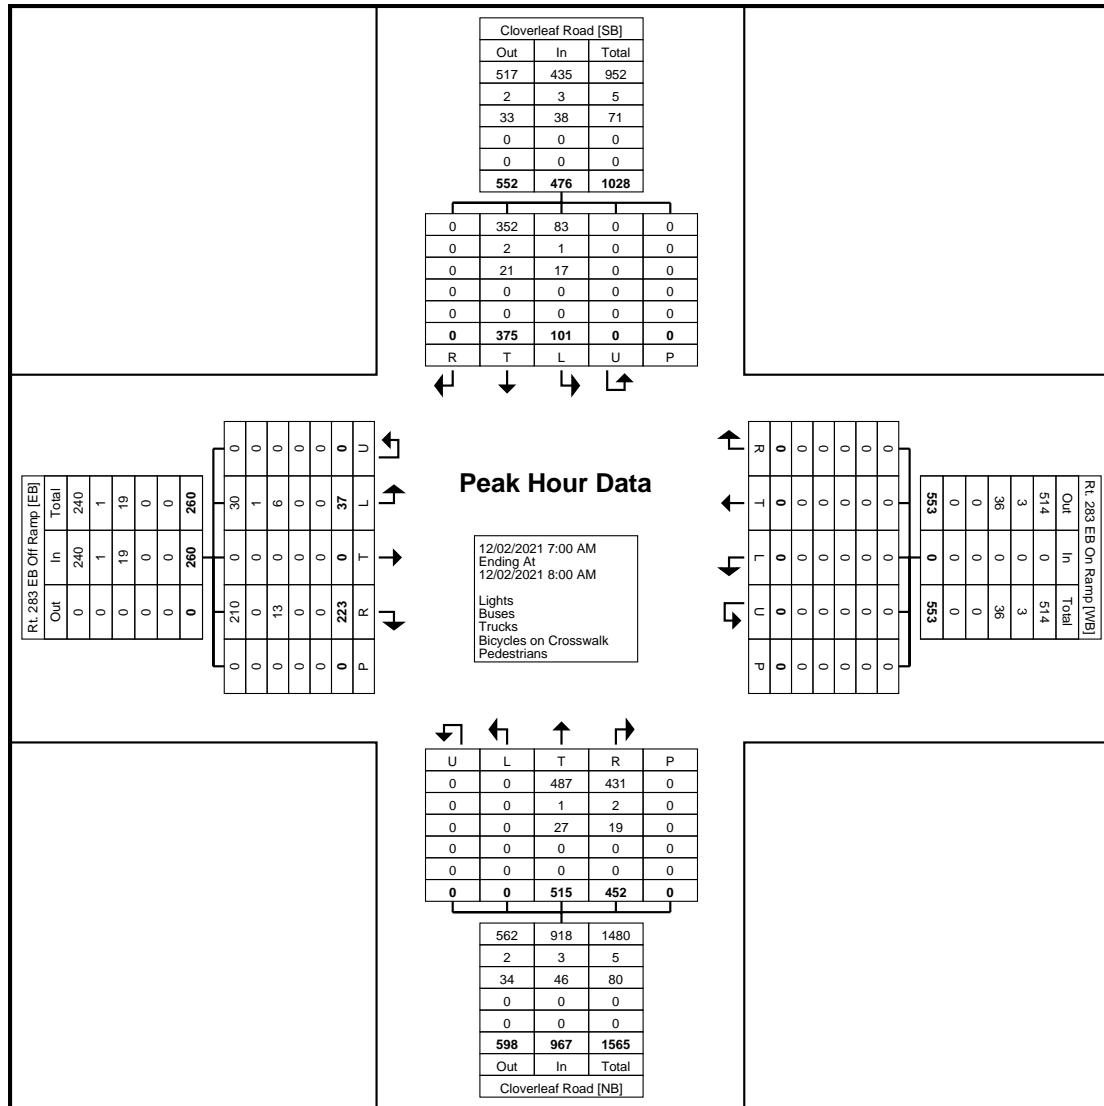 Cloverleaf Road [SB]
Out In Total
517 435 952
2 3 5
33 38 71
0 0 0
0 0 0
552 476 1028
0 352 83 0 0
0 2 1 0 0
0 21 17 0 0
0 0 0 0 0
0 0 0 0 0
0 375 101 0 0
R T L U P
Rt. 283 EB Off Ramp [EB]
Total In Out
240 240 0
1 1 0
19 19 0
0 0 0
0 0 0
260 260 0
0 30 0 210 0
0 1 0 0 0
0 6 0 13 0
0 0 0 0 0
0 0 0 0 0
0 37 0 223 0
U L T R P
Peak Hour Data
12/02/2021 7:00 AM
Ending At
12/02/2021 8:00 AM
Lights
Buses
Trucks
Bicycles on Crosswalk
Pedestrians
R T L U P
0 0 0 0 0
0 0 0 0 0
0 0 0 0 0
0 0 0 0 0
0 0 0 0 0
0 0 0 0 0
Rt. 283 EB On Ramp [WB]
Out In Total
514 0 514
3 0 3
36 0 36
0 0 0
0 0 0
553 0 553
U L T R P
0 0 487 431 0
0 0 1 2 0
0 0 27 19 0
0 0 0 0 0
0 0 0 0 0
0 0 515 452 0
562 918 1480
2 3 5
34 46 80
0 0 0
0 0 0
598 967 1565
Out In Total
Cloverleaf Road [NB]